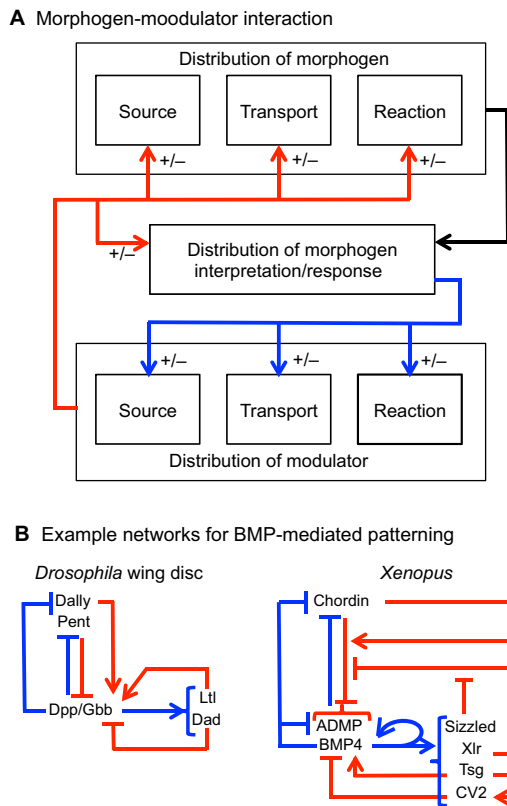 A Morphogen-moodulator interaction
Distribution of morphogen
Source Transport Reaction
+/– +/– +/–
+/–
Distribution of morphogen
interpretation/response
+/– +/– +/–
Source Transport Reaction
Distribution of modulator
B Example networks for BMP-mediated patterning
Drosophila wing disc
Dally
Pent
Dpp/Gbb
Ltl
Dad
Xenopus
Chordin
ADMP
BMP4
Sizzled
Xlr
Tsg
CV2